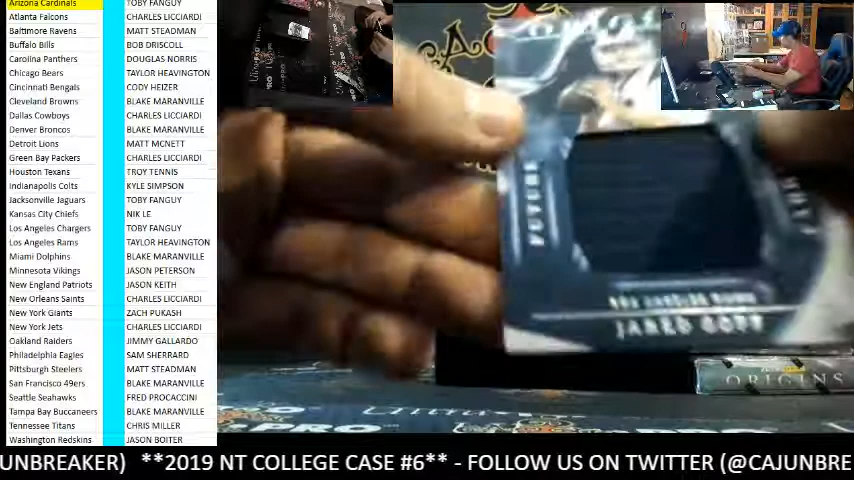 Arizona Cardinals TOBY FANGUY
Atlanta Falcons CHARLES LICCIARDI
Baltimore Ravens MATT STEADMAN
Buffalo Bills BOB DRISCOLL
Carolina Panthers DOUGLAS NORRIS
Chicago Bears TAYLOR HEAVINGTON
Cincinnati Bengals CODY HEIZER
Cleveland Browns BLAKE MARANVILLE
Dallas Cowboys CHARLES LICCIARDI
Denver Broncos BLAKE MARANVILLE
Detroit Lions MATT MCNETT
Green Bay Packers CHARLES LICCIARDI
Houston Texans TROY TENNIS
Indianapolis Colts KYLE SIMPSON
Jacksonville Jaguars TOBY FANGUY
Kansas City Chiefs NIK LE
Los Angeles Chargers TOBY FANGUY
Los Angeles Rams TAYLOR HEAVINGTON
Miami Dolphins BLAKE MARANVILLE
Minnesota Vikings JASON PETERSON
New England Patriots JASON KEITH
New Orleans Saints CHARLES LICCIARDI
New York Giants ZACH PUKASH
New York Jets CHARLES LICCIARDI
Oakland Raiders JIMMY GALLARDO
Philadelphia Eagles SAM SHERRARD
Pittsburgh Steelers MATT STEADMAN
San Francisco 49ers BLAKE MARANVILLE
Seattle Seahawks FRED PROCACCINI
Tampa Bay Buccaneers BLAKE MARANVILLE
Tennessee Titans CHRIS MILLER
Washington Redskins JASON BOITER
FUTURE
JARED GOFF
ORIGINS
PRO
UNBREAKER) **2019 NT COLLEGE CASE #6** - FOLLOW US ON TWITTER (@CAJUNBRE